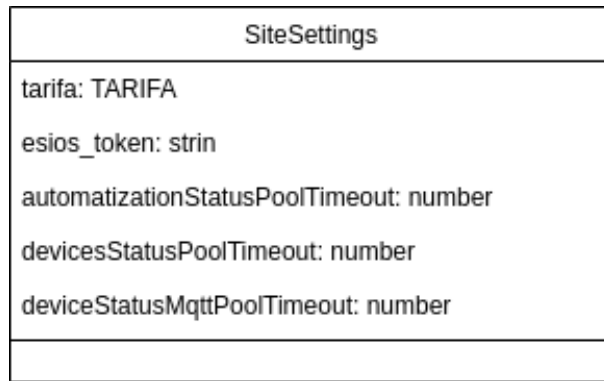 SiteSettings
tarifa: TARIFA
esios_token: strin
automatizationStatusPoolTimeout: number
devicesStatusPoolTimeout: number
deviceStatusMqttPoolTimeout: number